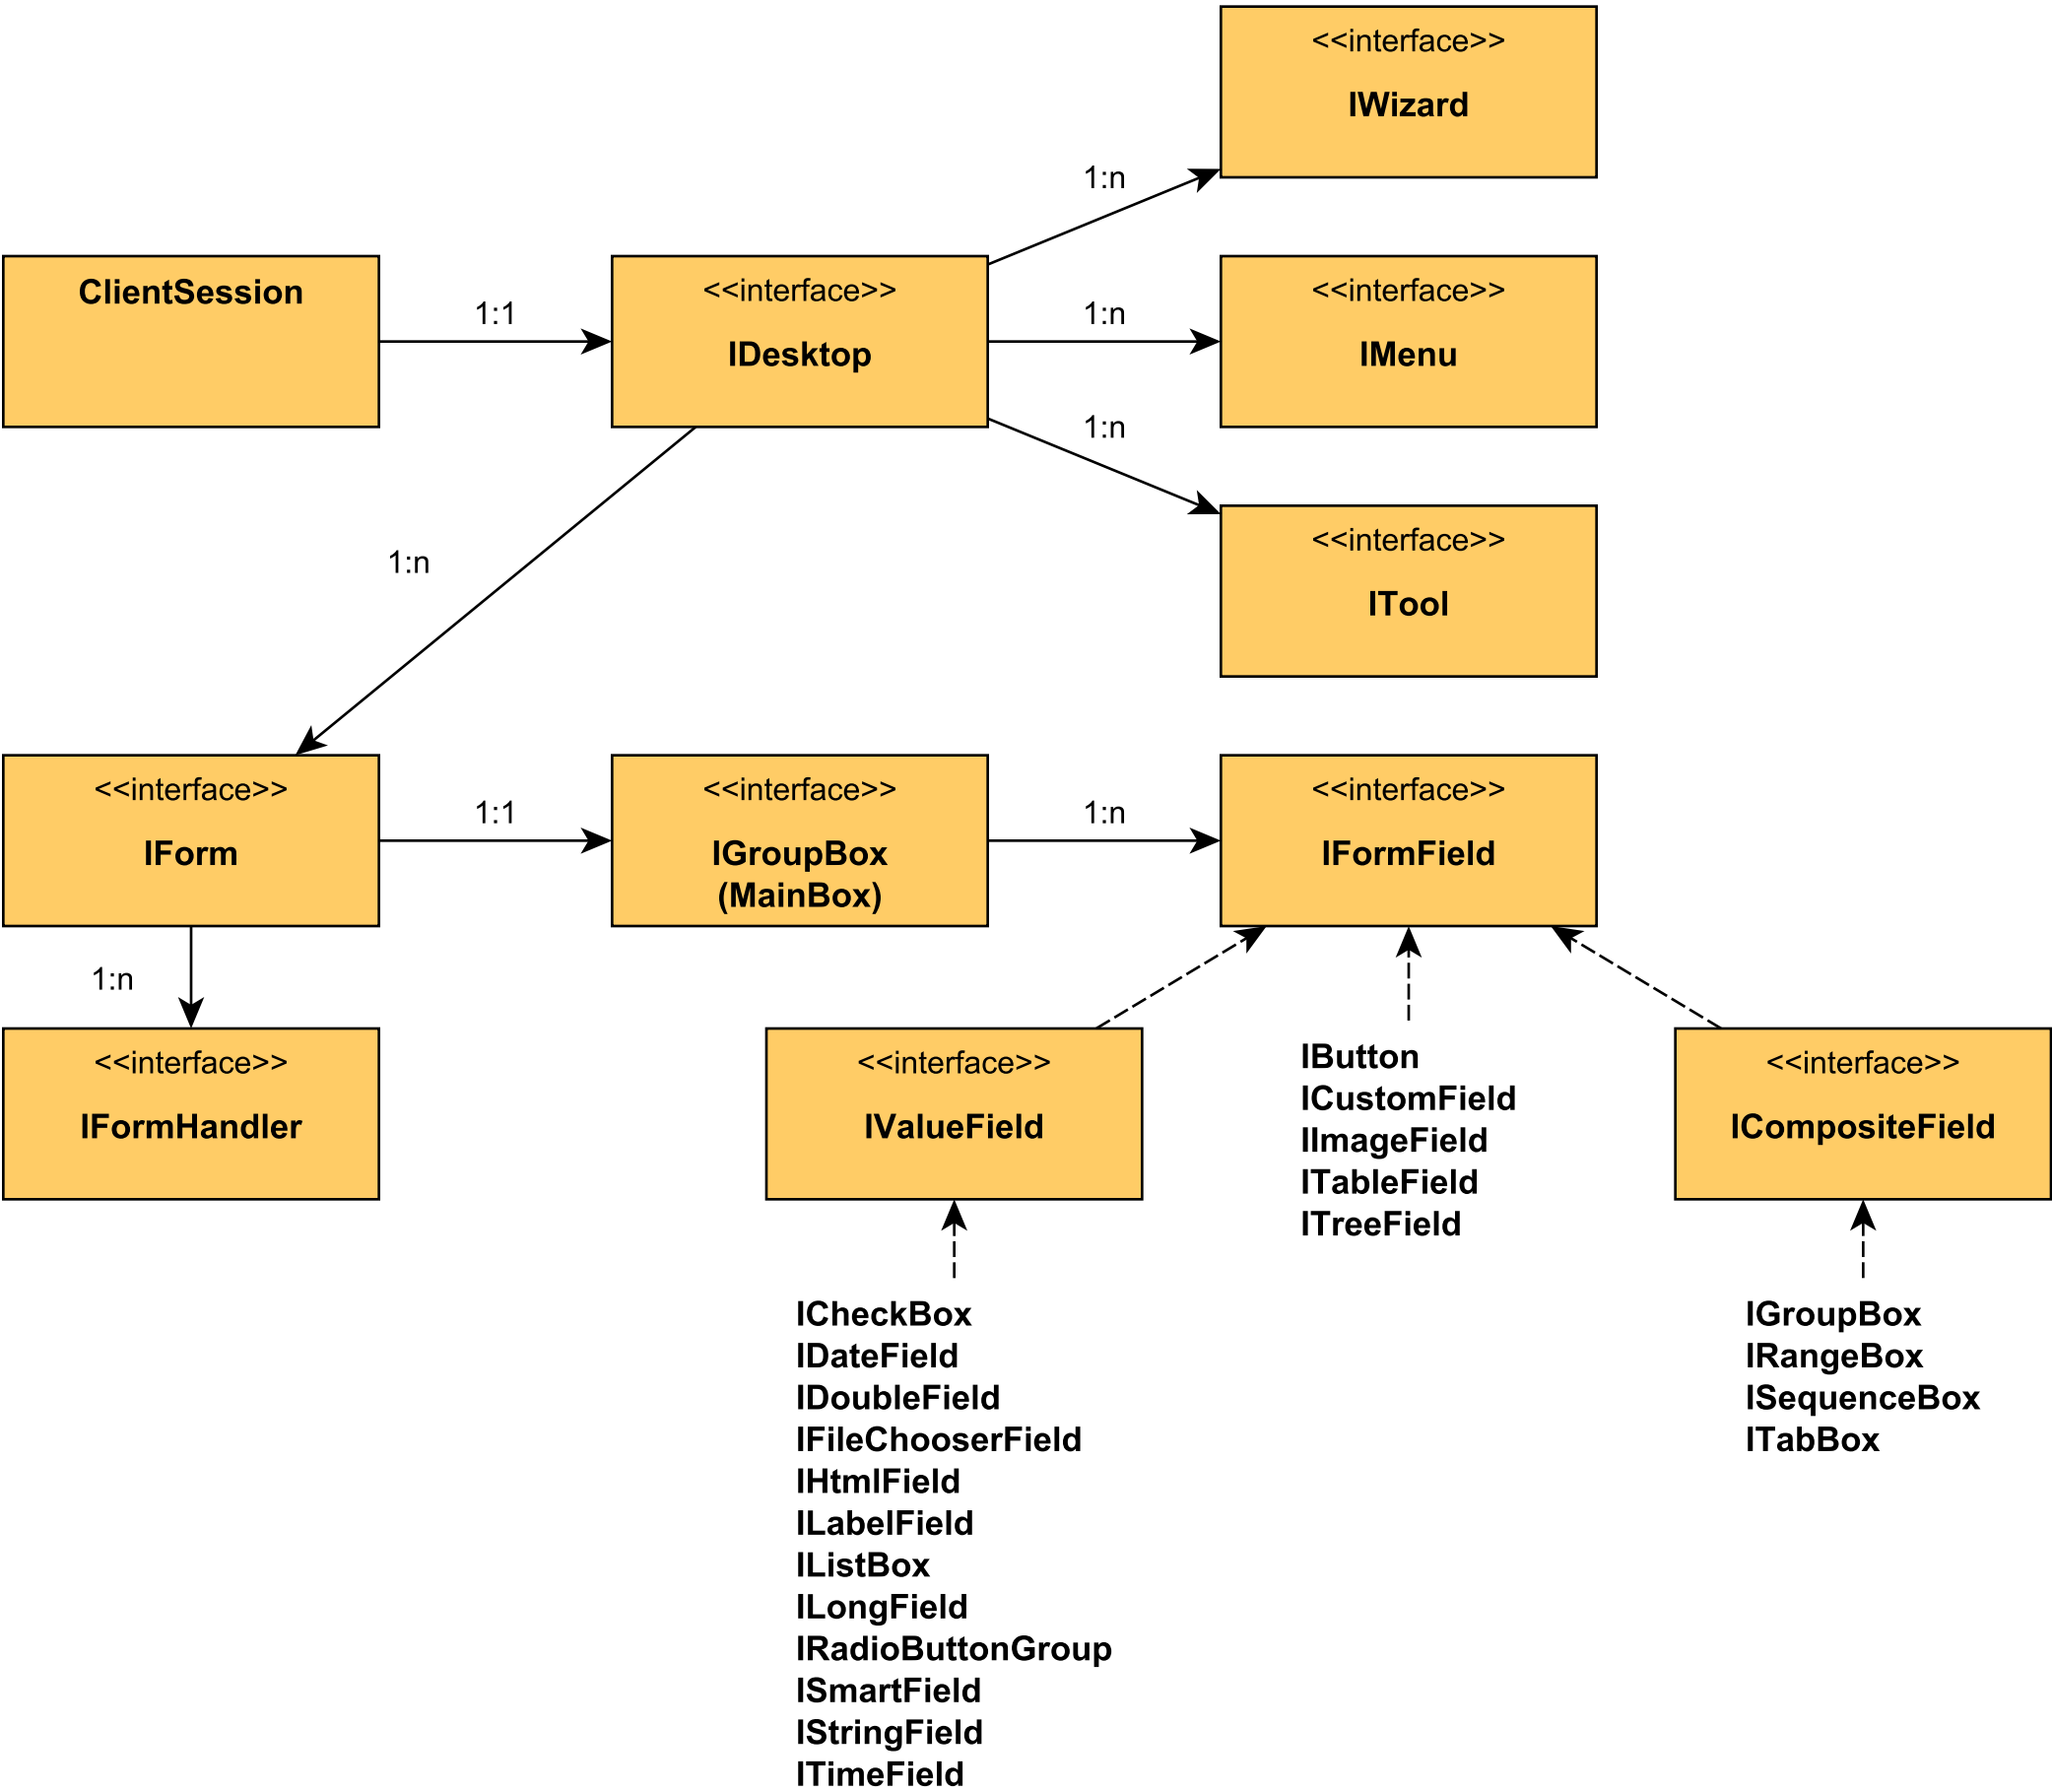 <<interface>>
IWizard
1:n
ClientSession
1:1
<<interface>>
IDesktop
1:n
<<interface>>
IMenu
1:n
<<interface>>
ITool
1:n
<<interface>>
IForm
1:1
<<interface>>
IGroupBox
(MainBox)
1:n
<<interface>>
IFormField
1:n
<<interface>>
IFormHandler
<<interface>>
IValueField
IButton
ICustomField
IImageField
ITableField
ITreeField
<<interface>>
ICompositeField
ICheckBox
IDateField
IDoubleField
IFileChooserField
IHtmlField
ILabelField
IListBox
ILongField
IRadioButtonGroup
ISmartField
IStringField
ITimeField
IGroupBox
IRangeBox
ISequenceBox
ITabBox